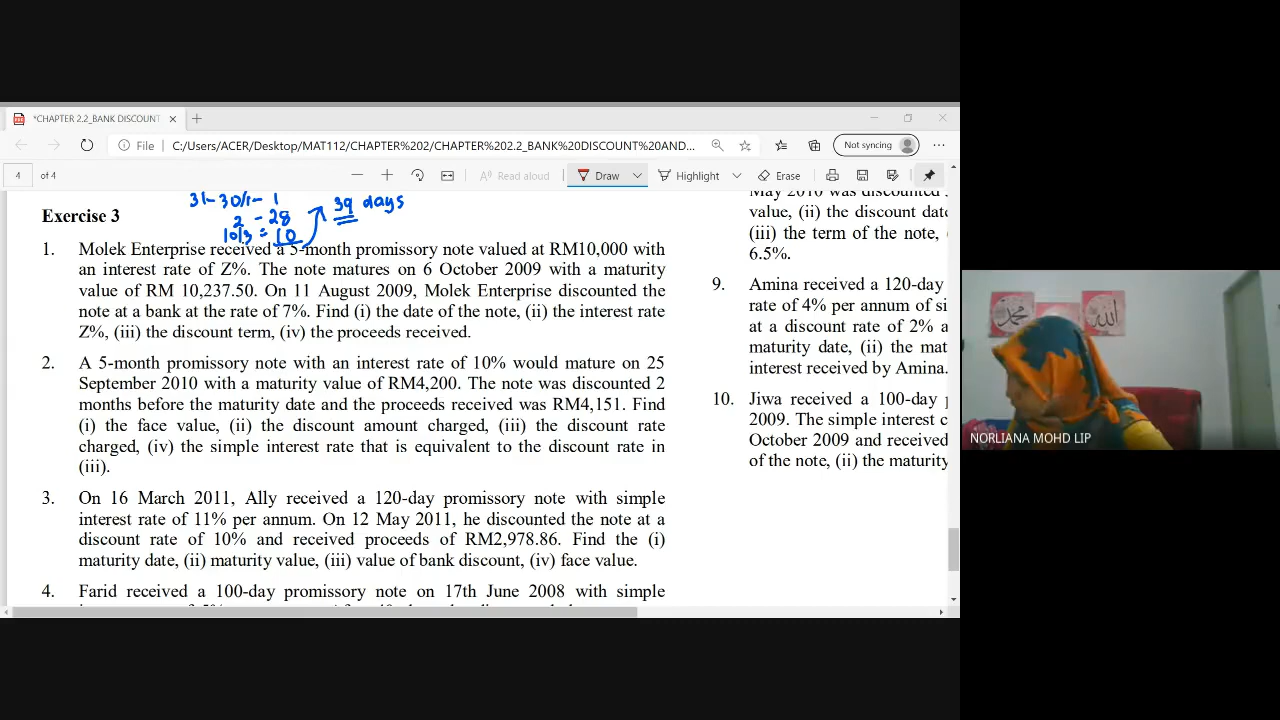 *CHAPTER 2.2_BANK DISCOUNT
File
C:/Users/ACER/Desktop/MAT112/CHAPTER%202/CHAPTER%202.2_BANK%20DISCOUNT%20AND...
Not syncing
4 of 4
Read aloud
Draw
Highlight
Erase
31-30/1- 1
2 - 28
10/3 = 10
39 days
Exercise 3
1. Molek Enterprise received a 5-month promissory note valued at RM10,000 with
an interest rate of Z%. The note matures on 6 October 2009 with a maturity
value of RM 10,237.50. On 11 August 2009, Molek Enterprise discounted the
note at a bank at the rate of 7%. Find (i) the date of the note, (ii) the interest rate
Z%, (iii) the discount term, (iv) the proceeds received.
2. A 5-month promissory note with an interest rate of 10% would mature on 25
September 2010 with a maturity value of RM4,200. The note was discounted 2
months before the maturity date and the proceeds received was RM4,151. Find
(i) the face value, (ii) the discount amount charged, (iii) the discount rate
charged, (iv) the simple interest rate that is equivalent to the discount rate in
(iii).
3. On 16 March 2011, Ally received a 120-day promissory note with simple
interest rate of 11% per annum. On 12 May 2011, he discounted the note at a
discount rate of 10% and received proceeds of RM2,978.86. Find the (i)
maturity date, (ii) maturity value, (iii) value of bank discount, (iv) face value.
4. Farid received a 100-day promissory note on 17th June 2008 with simple
May 2010 was discounted
value, (ii) the discount date
(iii) the term of the note,
6.5%.
9. Amina received a 120-day
rate of 4% per annum of si
at a discount rate of 2% a
maturity date, (ii) the mat
interest received by Amina.
10. Jiwa received a 100-day p
2009. The simple interest c
October 2009 and received
of the note, (ii) the maturity
NORLIANA MOHD LIP